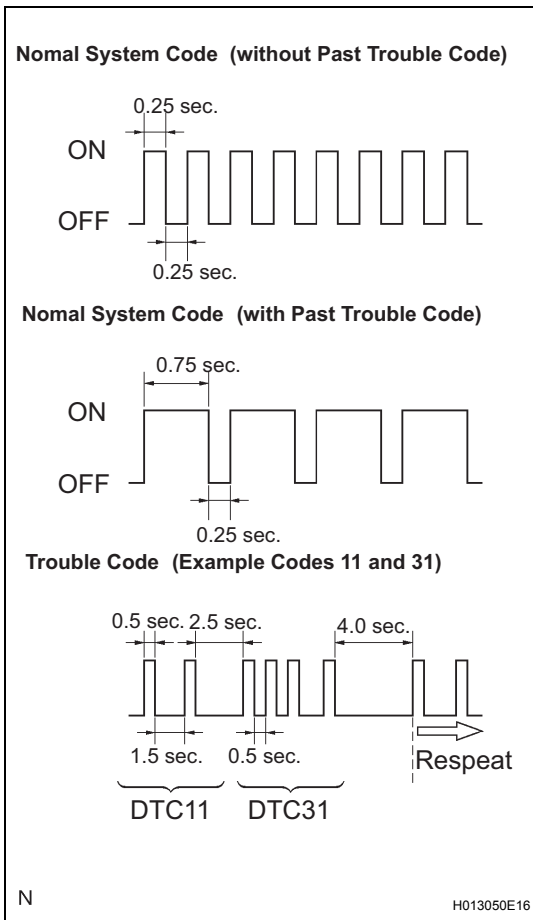 Nomal System Code (without Past Trouble Code)
0.25 sec.
ON
OFF
0.25 sec.
Nomal System Code (with Past Trouble Code)
0.75 sec.
ON
OFF
0.25 sec.
Trouble Code (Example Codes 11 and 31)
0.5 sec. 2.5 sec. 4.0 sec.
1.5 sec. 0.5 sec. Respeat
DTC11 DTC31
N H013050E16